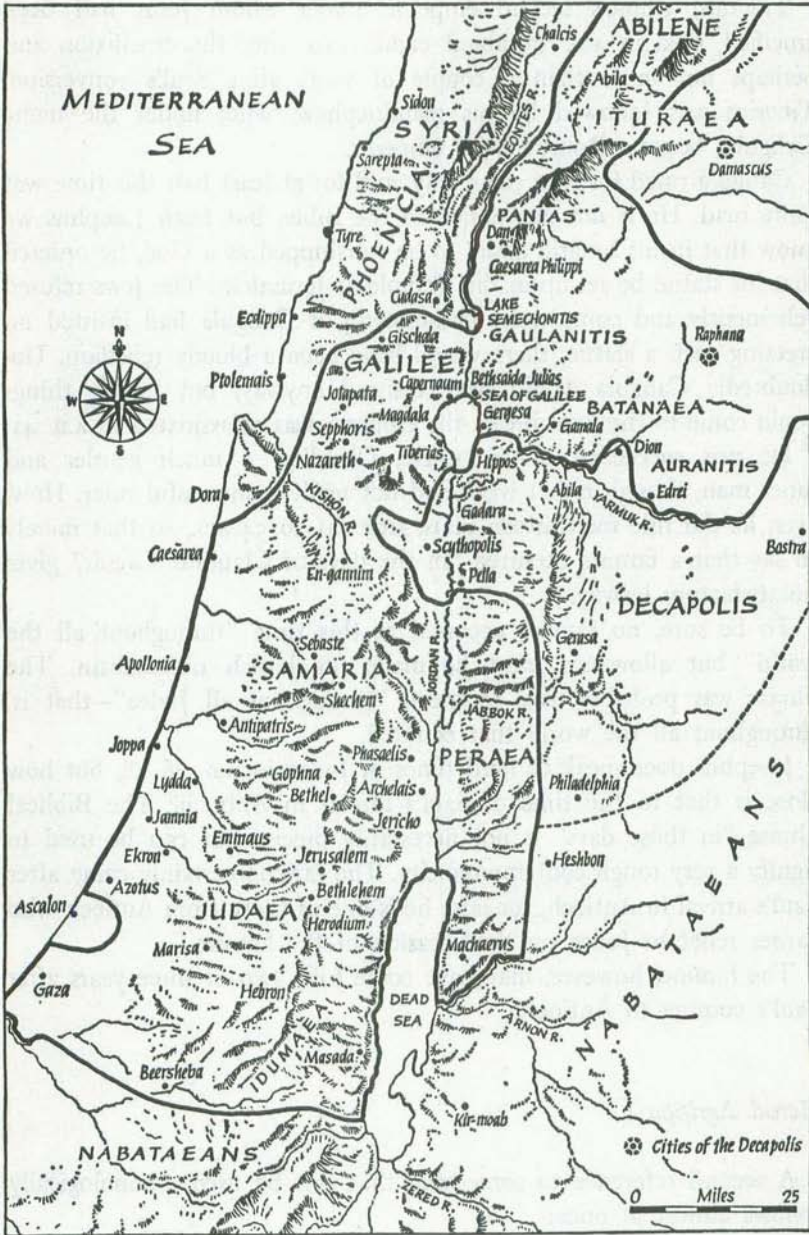 Chalcis
ABILENE
Abila
MEDITERRANEAN
SEA
Sidon
SYRIA
ITURAEA
LEONTES R.
Damascus
Sarepta
PHOENICIA
PANIAS
Dan
Tyre
Caesarea Philippi
Cadasa
LAKE
SEMECHONITIS
Ecdippa
Gischala
GAULANITIS
Raphana
N
W
E
S
GALILEE
Ptolemais
Capernaum
Bethsaida Julias
SEA OF GALILEE
BATANAEA
Jotapata
Magdala
Gergesa
Gamala
Sepphoris
Tiberias
Dion
Nazareth
Hippos
AURANITIS
Dora
KISHON R.
Abila
Edrei
Gadara
YARMUK R.
Bostra
Caesarea
Scythopolis
En-gannim
Pella
DECAPOLIS
Sebaste
Gerasa
Apollonia
SAMARIA
JORDAN R.
Shechem
JABBOK R.
Antipatris
Joppa
Phasaelis
PERAEA
Lydda
Gophna
Bethel
Archelais
Philadelphia
Jamnia
Jericho
Emmaus
Ekron
Jerusalem
Heshbon
Azotus
Bethlehem
Ascalon
JUDAEA
Herodium
Marisa
Machaerus
Gaza
Hebron
DEAD
SEA
ARNON R.
NABATAEANS
IDUMAEA
Masada
Beersheba
Kir-moab
NABATAEANS
ZERED R.
Cities of the Decapolis
0 Miles 25